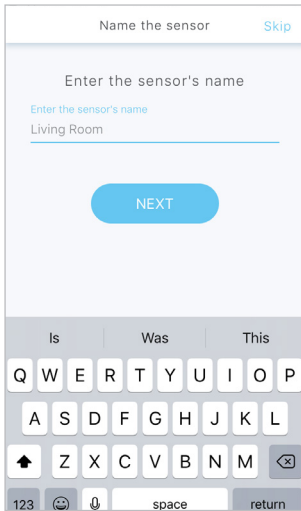 Name the sensor Skip
Enter the sensor's name
Enter the sensor's name
Living Room
NEXT
Is Was This
Q W E R T Y U I O P
A S D F G H J K L
Z X C V B N M
123 space return